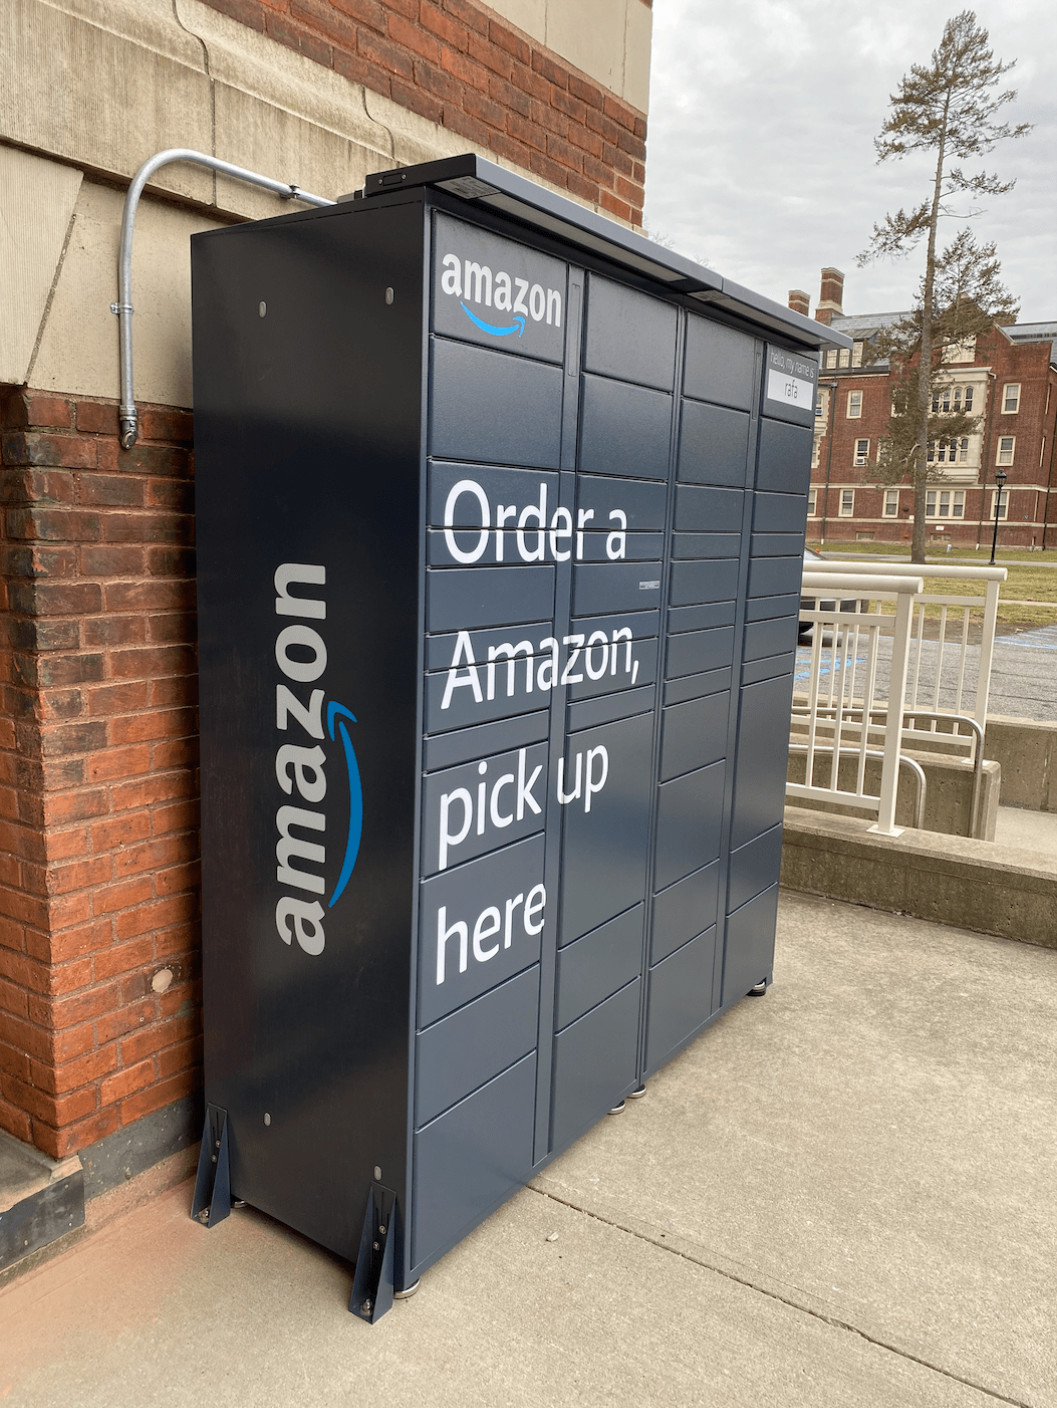 amazon
hello, my name is
rafa
Order a
Amazon,
pick up
here
amazon